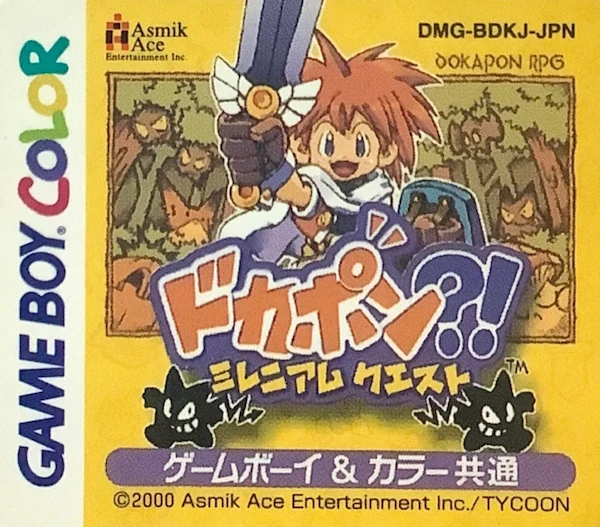 Asmik
Ace
Entertainment Inc.
DMG-BDKJ-JPN
DOKAPON RPG
GAME BOY COLOR
ドカポン?!
ミレニアム クエスト
TM
ゲームボーイ & カラー共通
©2000 Asmik Ace Entertainment Inc./TYCOON